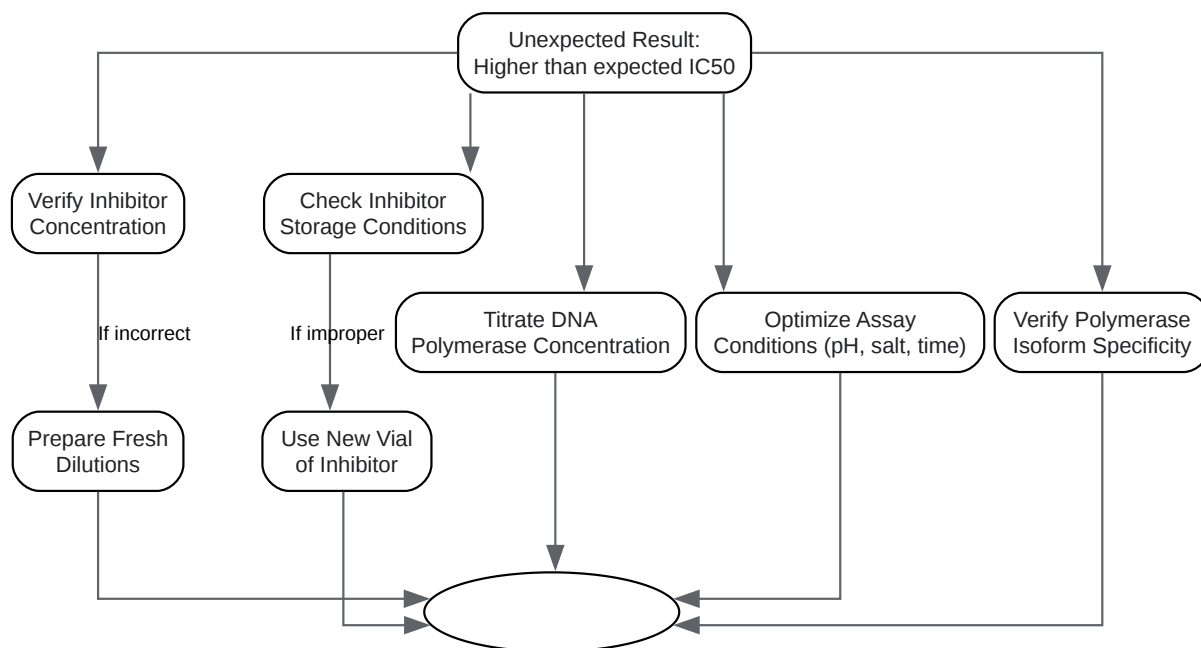 Unexpected Result:
Higher than expected IC50
Verify Inhibitor
Concentration
Check Inhibitor
Storage Conditions
If incorrect
If improper
Titrate DNA
Polymerase Concentration
Optimize Assay
Conditions (pH, salt, time)
Verify Polymerase
Isoform Specificity
Prepare Fresh
Dilutions
Use New Vial
of Inhibitor